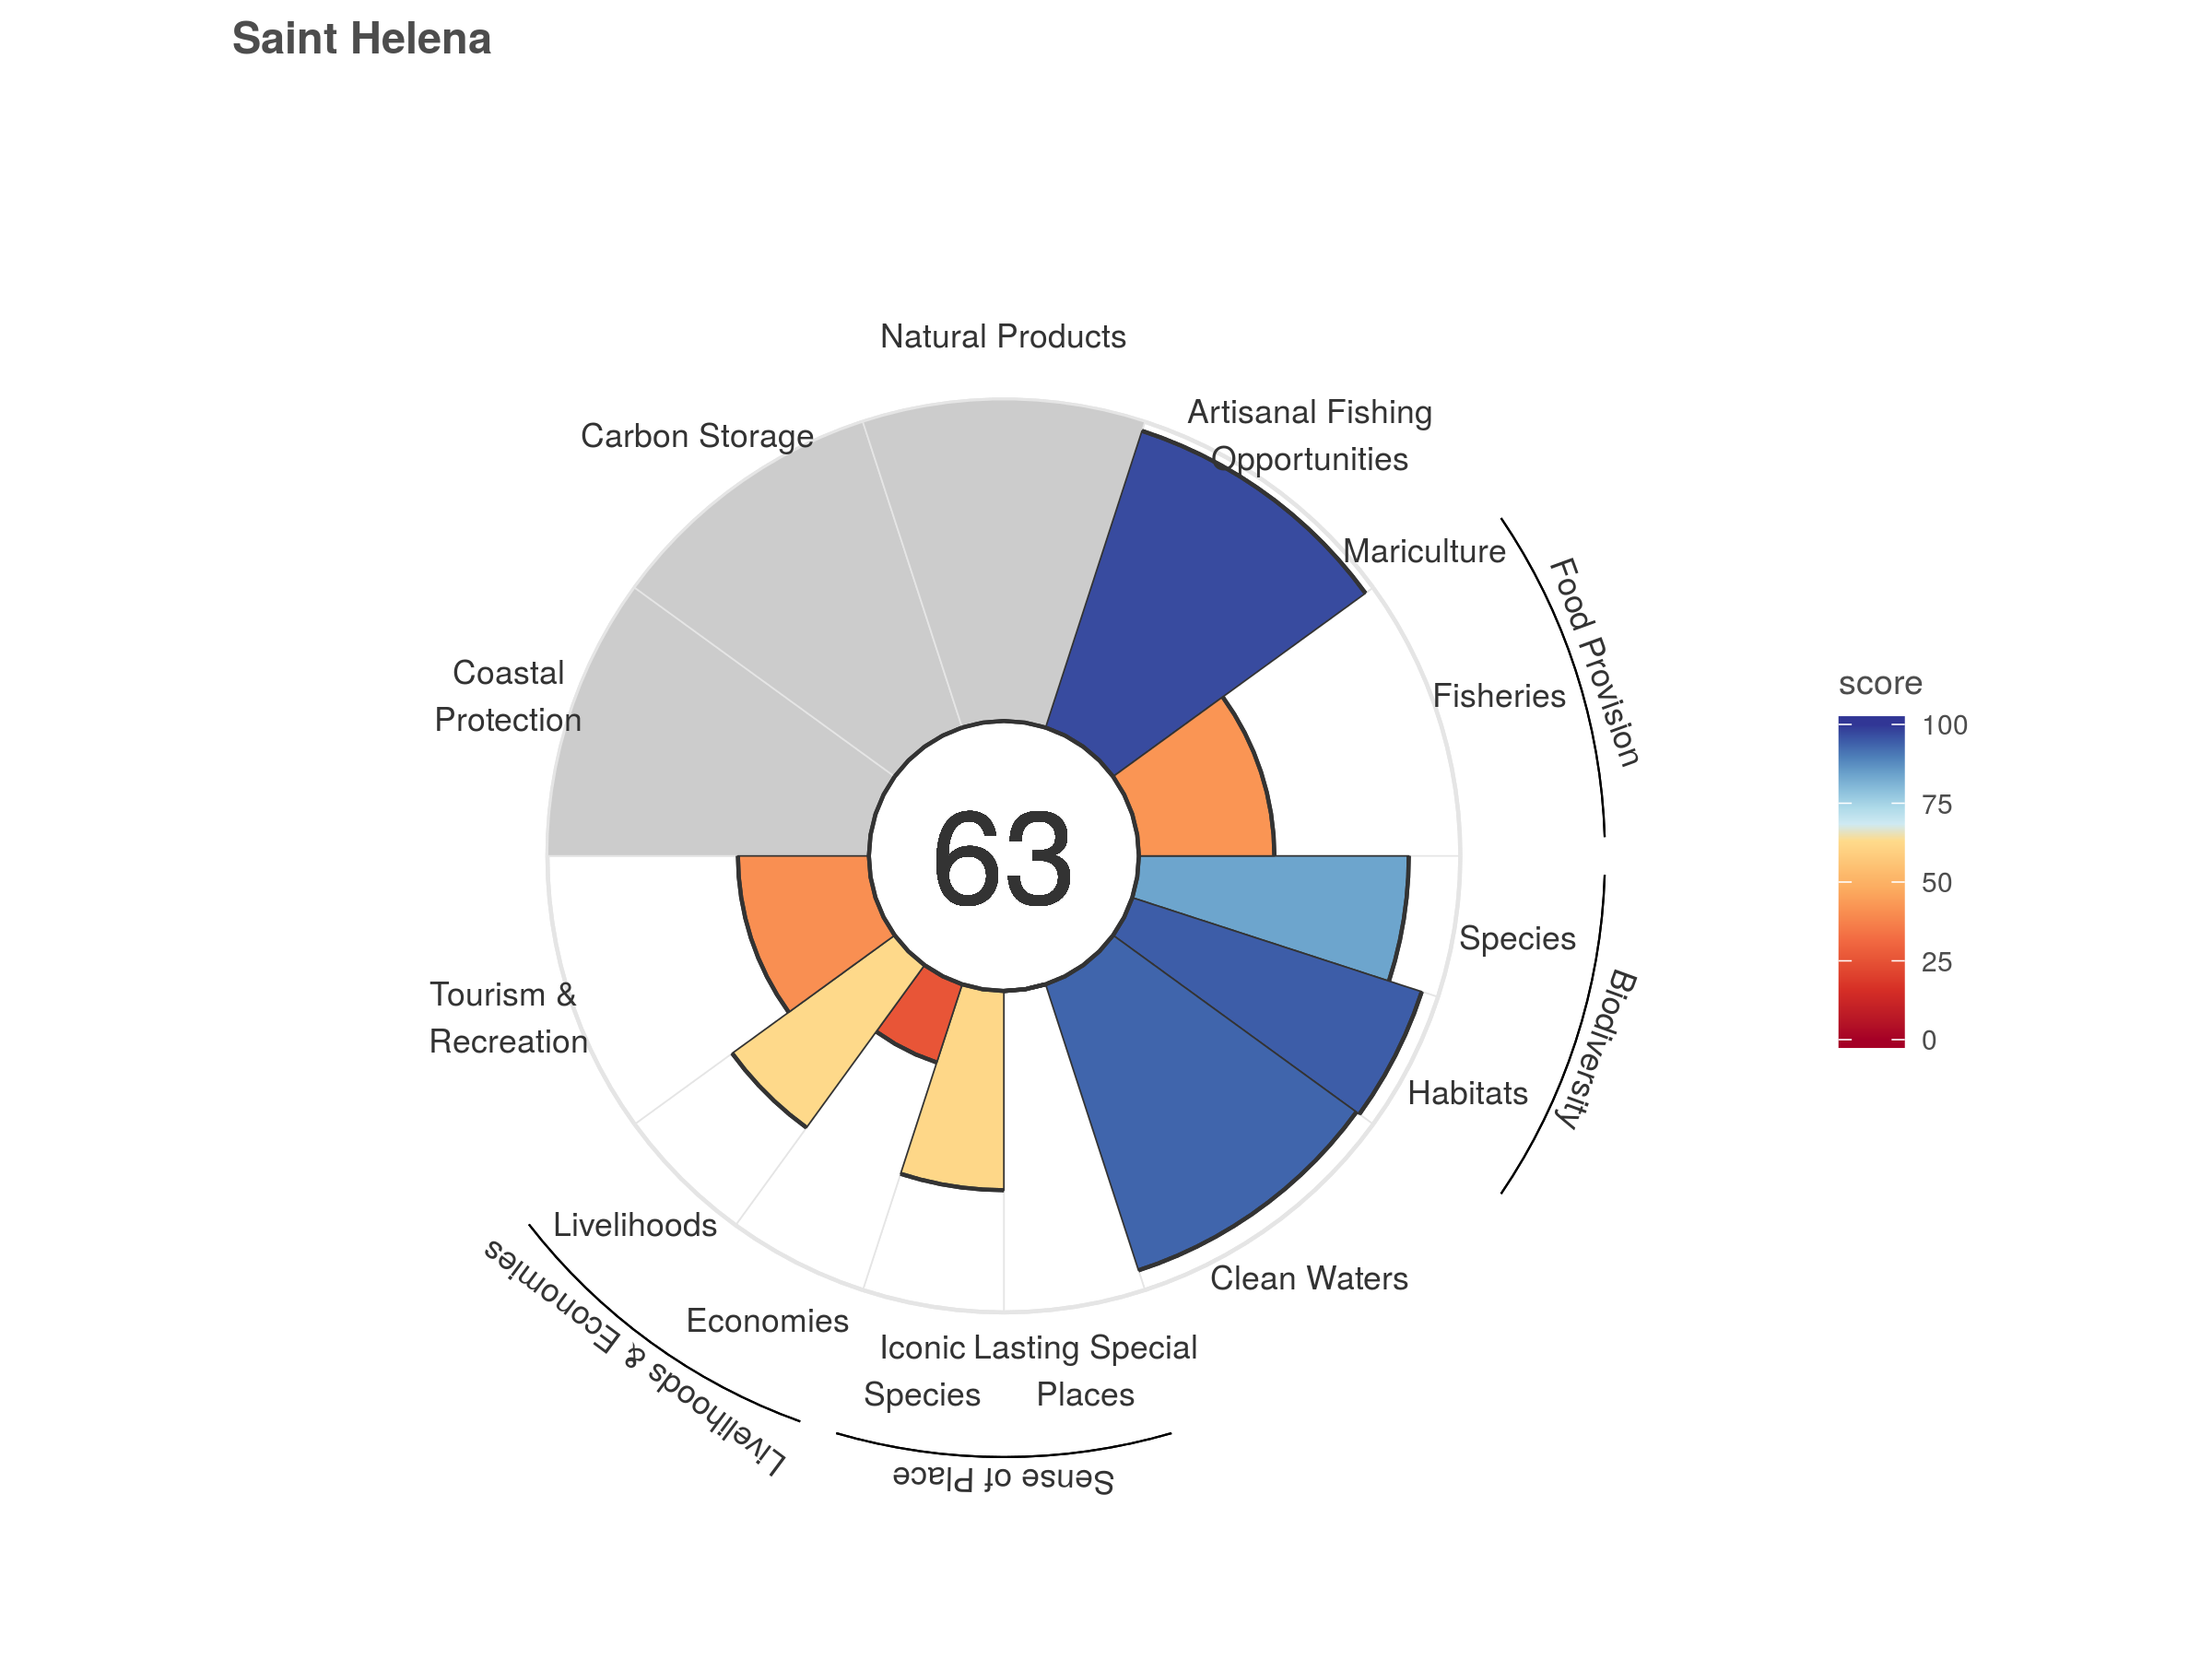 Saint Helena
Natural Products
Artisanal Fishing
Opportunities
Carbon Storage
Mariculture
Food Provision
Fisheries
Coastal
Protection
score
100
75
50
25
0
63
Species
Biodiversity
Habitats
Tourism &
Recreation
Livelihoods
Livelihoods & Economies
Economies
Clean Waters
Iconic
Species
Lasting Special
Places
Sense of Place